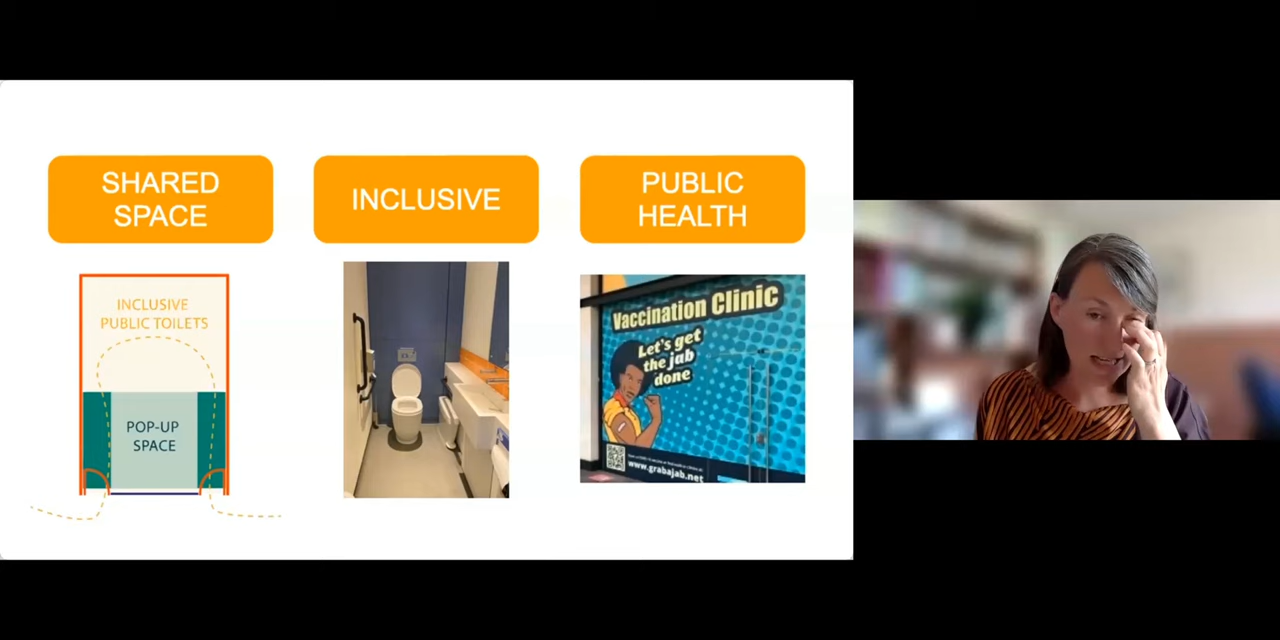 SHARED
SPACE
INCLUSIVE
PUBLIC
HEALTH
INCLUSIVE
PUBLIC TOILETS
POP-UP
SPACE
Vaccination Clinic
Let's get
the jab
done
www.grabajab.net